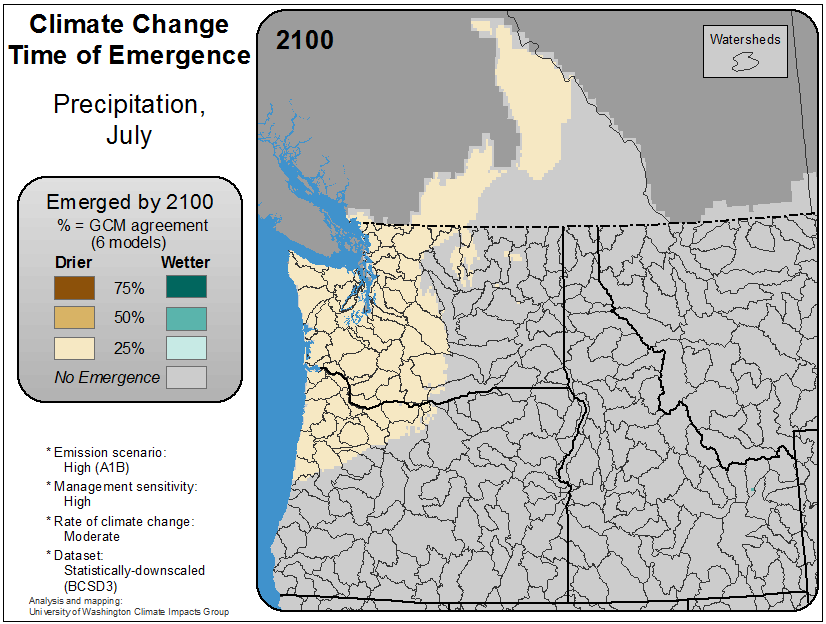 Climate Change
Time of Emergence
Precipitation,
July
Emerged by 2100
% = GCM agreement
(6 models)
Drier
Wetter
75%
50%
25%
No Emergence
* Emission scenario:
High (A1B)
* Management sensitivity:
High
* Rate of climate change:
Moderate
* Dataset:
Statistically-downscaled
(BCSD3)
Analysis and mapping:
University of Washington Climate Impacts Group
2100
Watersheds